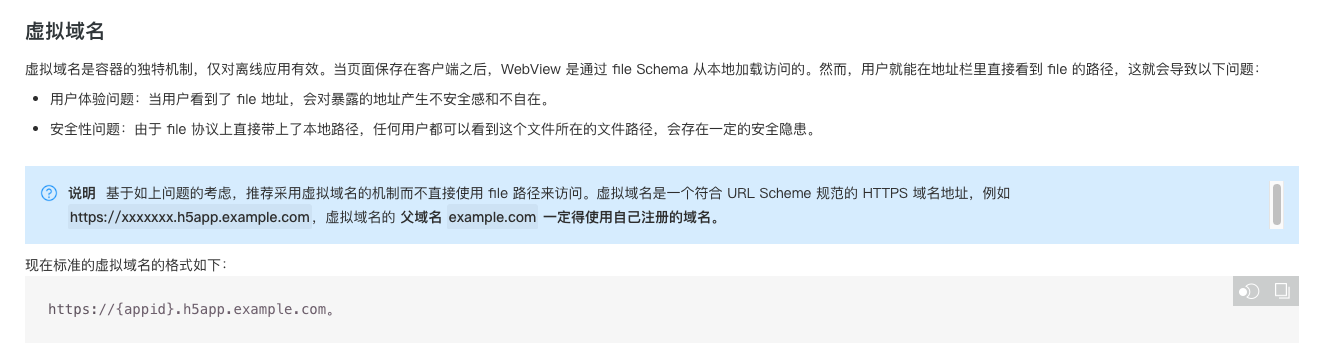 虚拟域名
虚拟域名是容器的独特机制，仅对离线应用有效。当页面保存在客户端之后，WebView 是通过 file Schema 从本地加载访问的。然而，用户就能在地址栏里直接看到 file 的路径，这就会导致以下问题：
• 用户体验问题：当用户看到了 file 地址，会对暴露的地址产生不安全感和不自在。
• 安全性问题：由于 file 协议上直接带上了本地路径，任何用户都可以看到这个文件所在的文件路径，会存在一定的安全隐患。
说明 基于如上问题的考虑，推荐采用虚拟域名的机制而不直接使用 file 路径来访问。虚拟域名是一个符合 URL Scheme 规范的 HTTPS 域名地址，例如
https://xxxxxxx.h5app.example.com，虚拟域名的 父域名 example.com 一定得使用自己注册的域名。
现在标准的虚拟域名的格式如下：
https://{appid}.h5app.example.com。